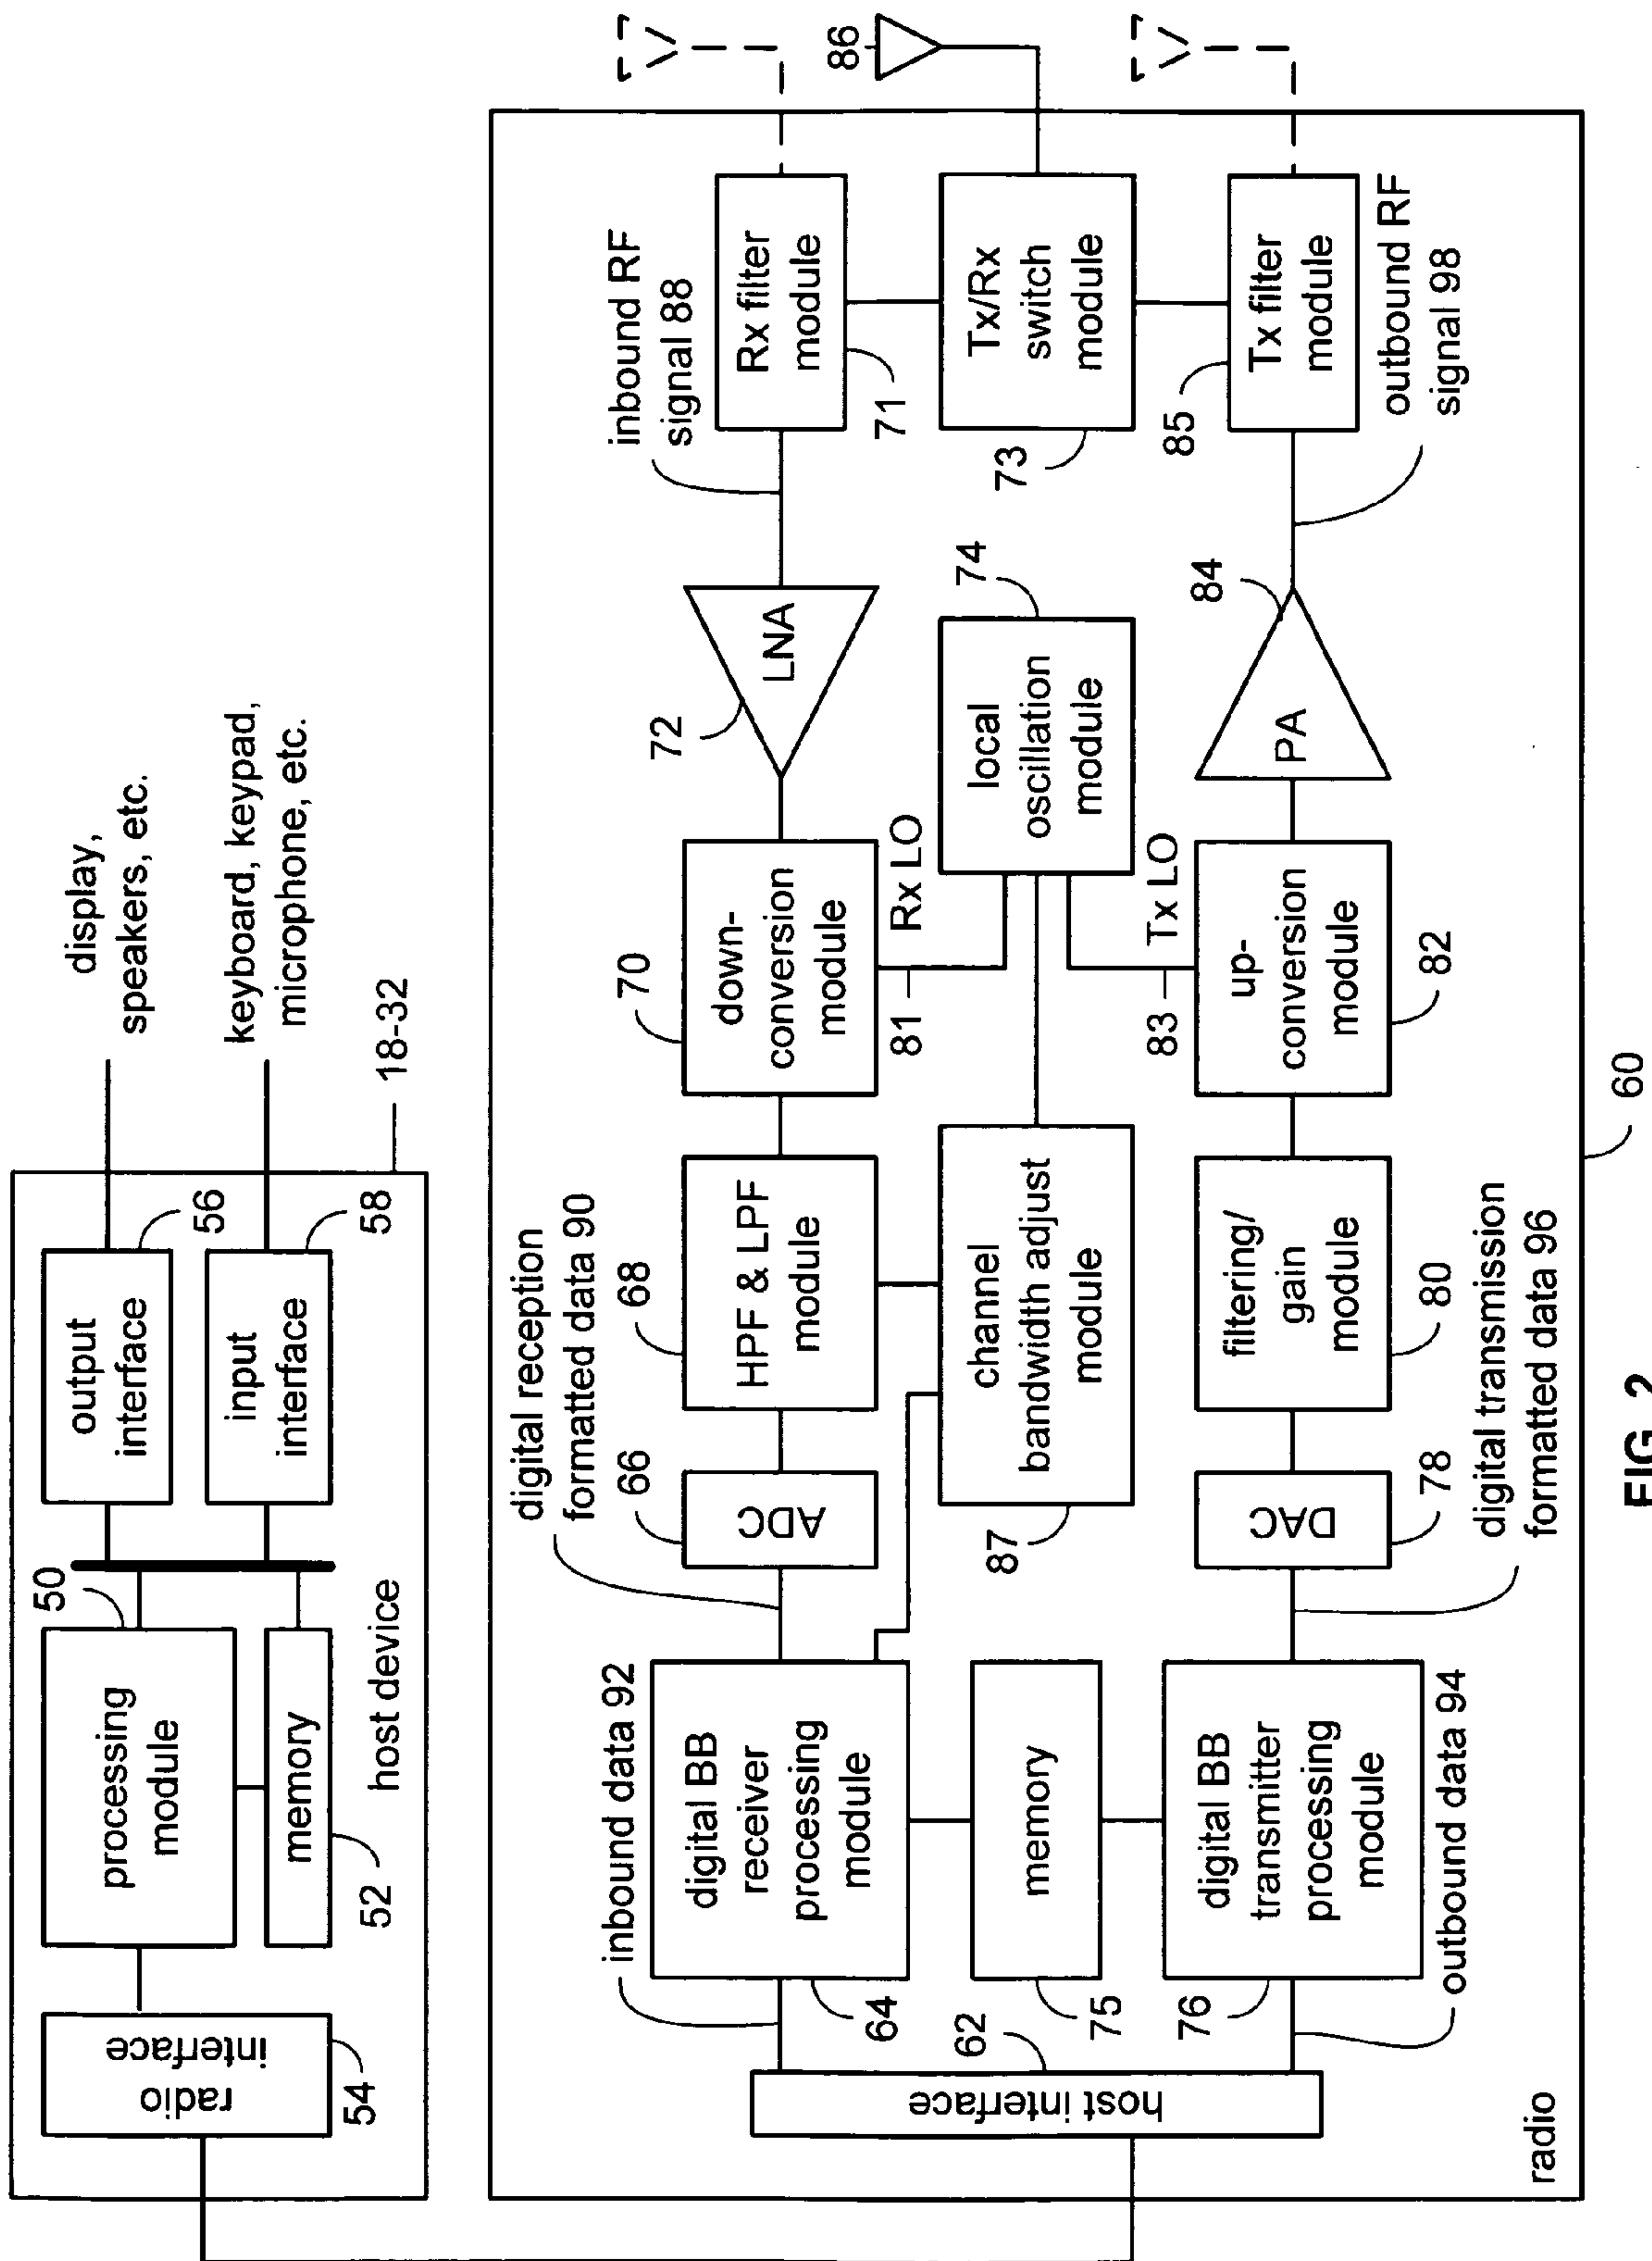 display,
speakers, etc.
keyboard, keypad,
microphone, etc.
18-32
output
interface
56
input
interface
58
50
processing
module
memory
52
host device
radio
interface
54
86
inbound RF
signal 88
Rx filter
module
71
Tx/Rx
switch
module
73
85
Tx filter
module
outbound RF
signal 98
72
LNA
74
local
oscillation
module
84
PA
70
down-
conversion
module
81
Rx LO
83
Tx LO
up-
conversion
module
82
digital reception
formatted data 90
68
HPF & LPF
module
66
ADC
channel
bandwidth adjust
module
87
filtering/
gain
module
80
DAC
78
digital transmission
formatted data 96
inbound data 92
digital BB
receiver
processing
module
64
memory
75
digital BB
transmitter
processing
module
76
outbound data 94
62
host interface
radio
60
FIG. 2